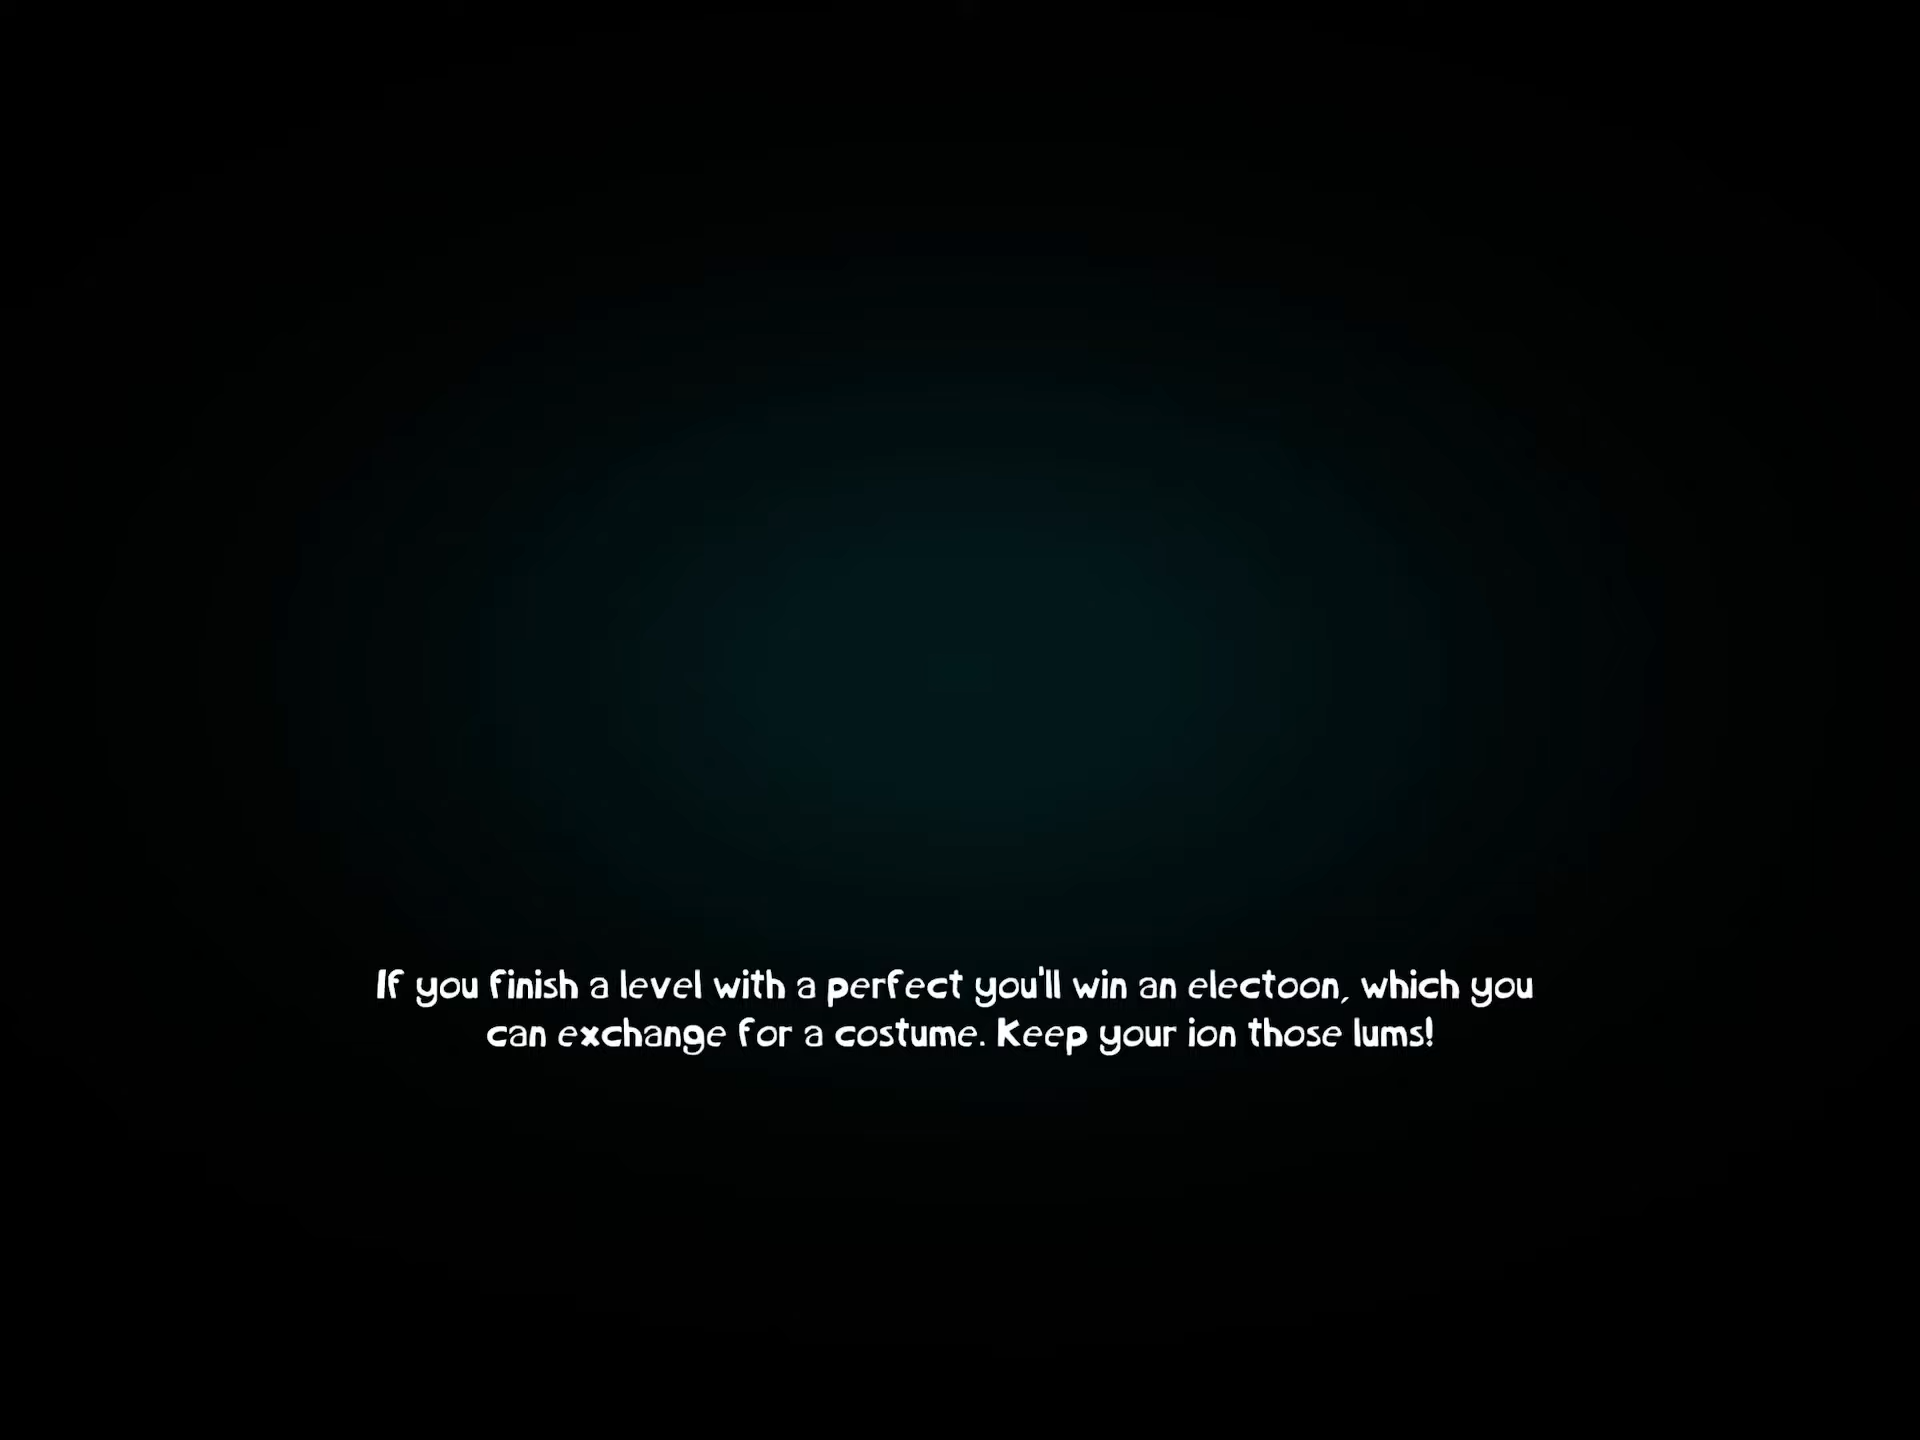 If you finish a level with a perfect you'll win an electoon, which you
can exchange for a costume. Keep your ion those lums!